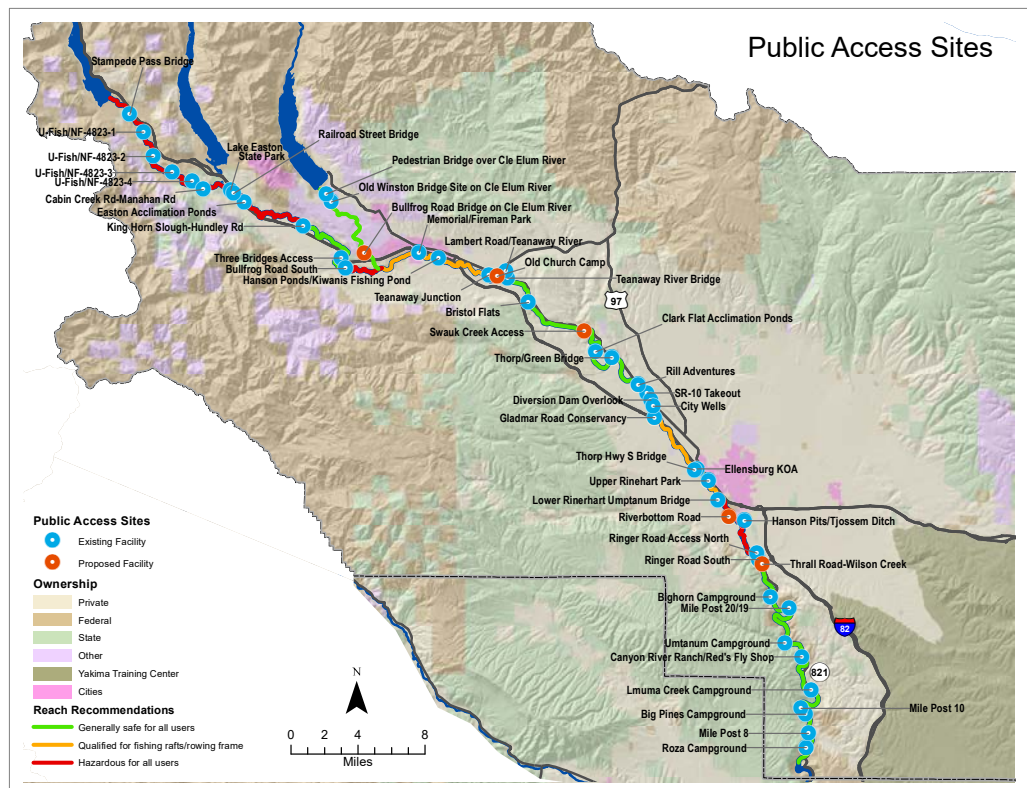 Public Access Sites
Stampede Pass Bridge
U-Fish/NF-4823-1
U-Fish/NF-4823-2
U-Fish/NF-4823-3
U-Fish/NF-4823-4
Cabin Creek Rd-Manahan Rd
Easton Acclimation Ponds
King Horn Slough-Hundley Rd
Lake Easton
State Park
Railroad Street Bridge
Pedestrian Bridge over Cle Elum River
Old Winston Bridge Site on Cle Elum River
Bullfrog Road Bridge on Cle Elum River
Memorial/Fireman Park
Lambert Road/Teanaway River
Three Bridges Access
Bullfrog Road South
Hanson Ponds/Kiwanis Fishing Pond
Old Church Camp
Teanaway River Bridge
Teanaway Junction
97
Bristol Flats
Clark Flat Acclimation Ponds
Swauk Creek Access
Thorp/Green Bridge
Rill Adventures
SR-10 Takeout
Diversion Dam Overlook
City Wells
Gladmar Road Conservancy
Thorp Hwy S Bridge
Ellensburg KOA
Upper Rinehart Park
Lower Rinerhart Umptanum Bridge
Riverbottom Road
Hanson Pits/Tjossem Ditch
Ringer Road Access North
Ringer Road South
Thrall Road-Wilson Creek
Bighorn Campground
Mile Post 20/19
82
Umtanum Campground
Canyon River Ranch/Red's Fly Shop
821
Lmuma Creek Campground
Mile Post 10
Big Pines Campground
Mile Post 8
Roza Campground
Public Access Sites
Existing Facility
Proposed Facility
Ownership
Private
Federal
State
Other
Yakima Training Center
Cities
Reach Recommendations
Generally safe for all users
Qualified for fishing rafts/rowing frame
Hazardous for all users
N
0 2 4 8
Miles